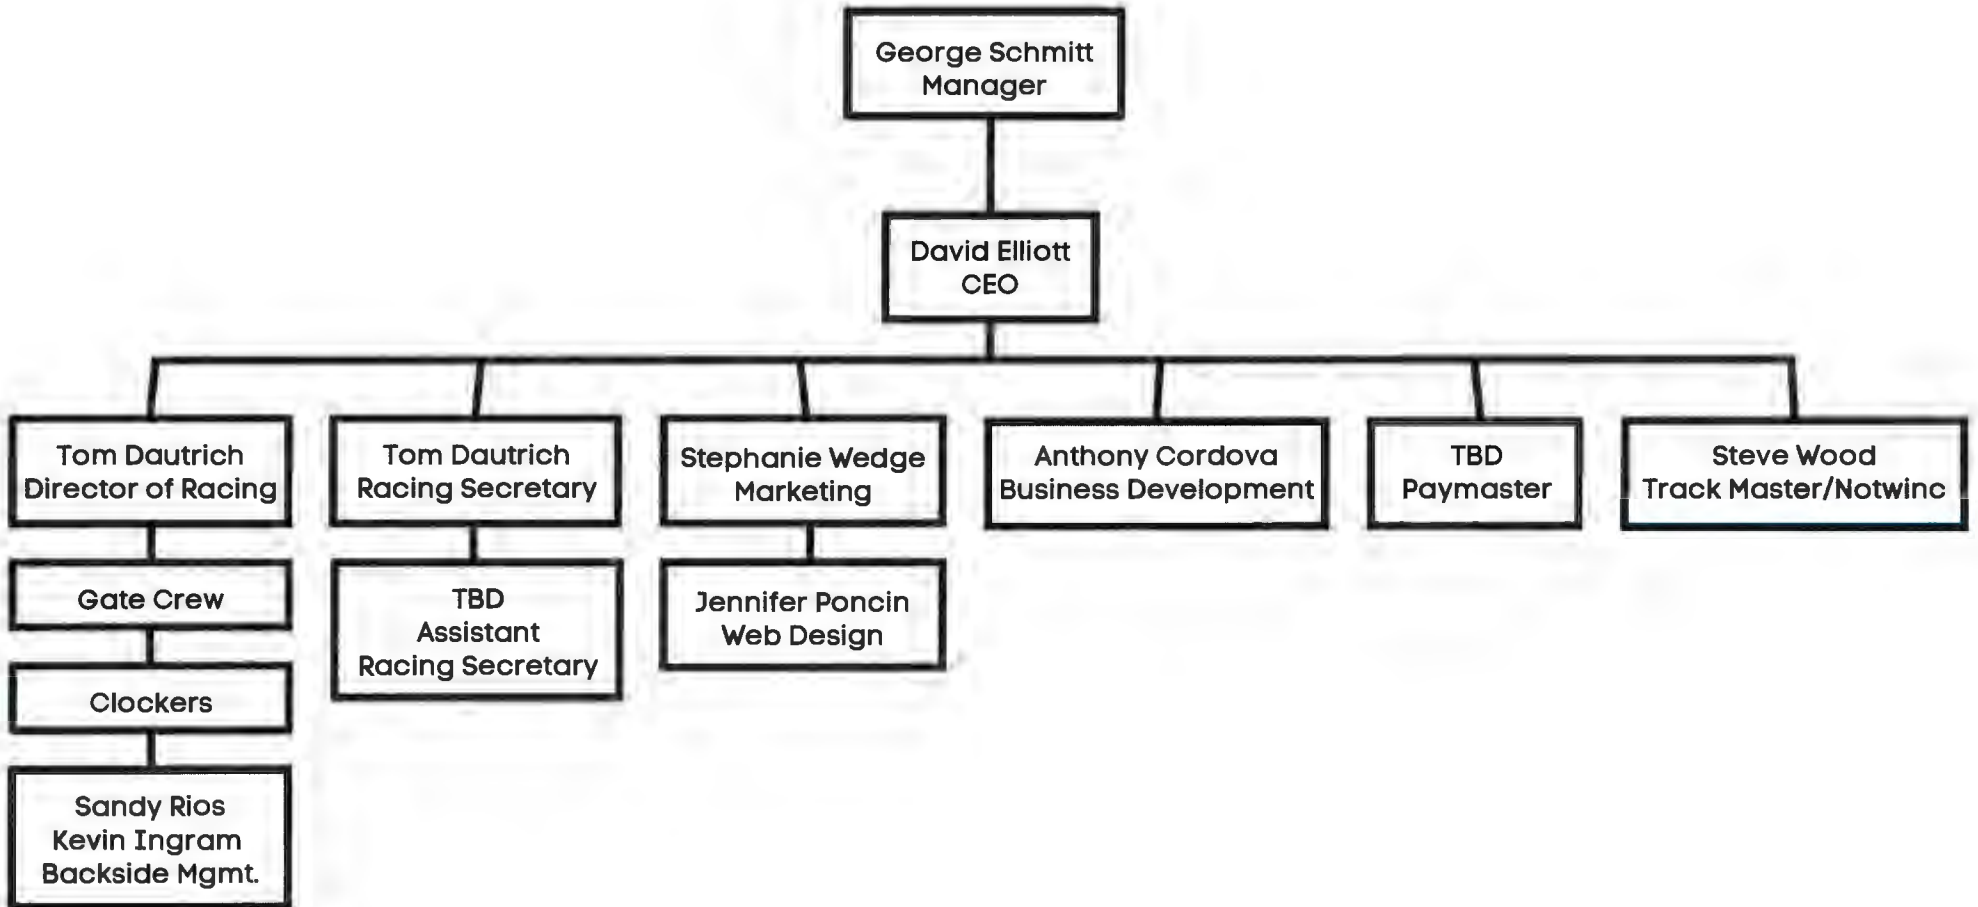 George Schmitt
Manager
David Elliott
CEO
Tom Dautrich
Director of Racing
Tom Dautrich
Racing Secretary
Stephanie Wedge
Marketing
Anthony Cordova
Business Development
TBD
Paymaster
Steve Wood
Track Master/Notwinc
Gate Crew
TBD
Assistant
Racing Secretary
Jennifer Poncin
Web Design
Clockers
Sandy Rios
Kevin Ingram
Backside Mgmt.